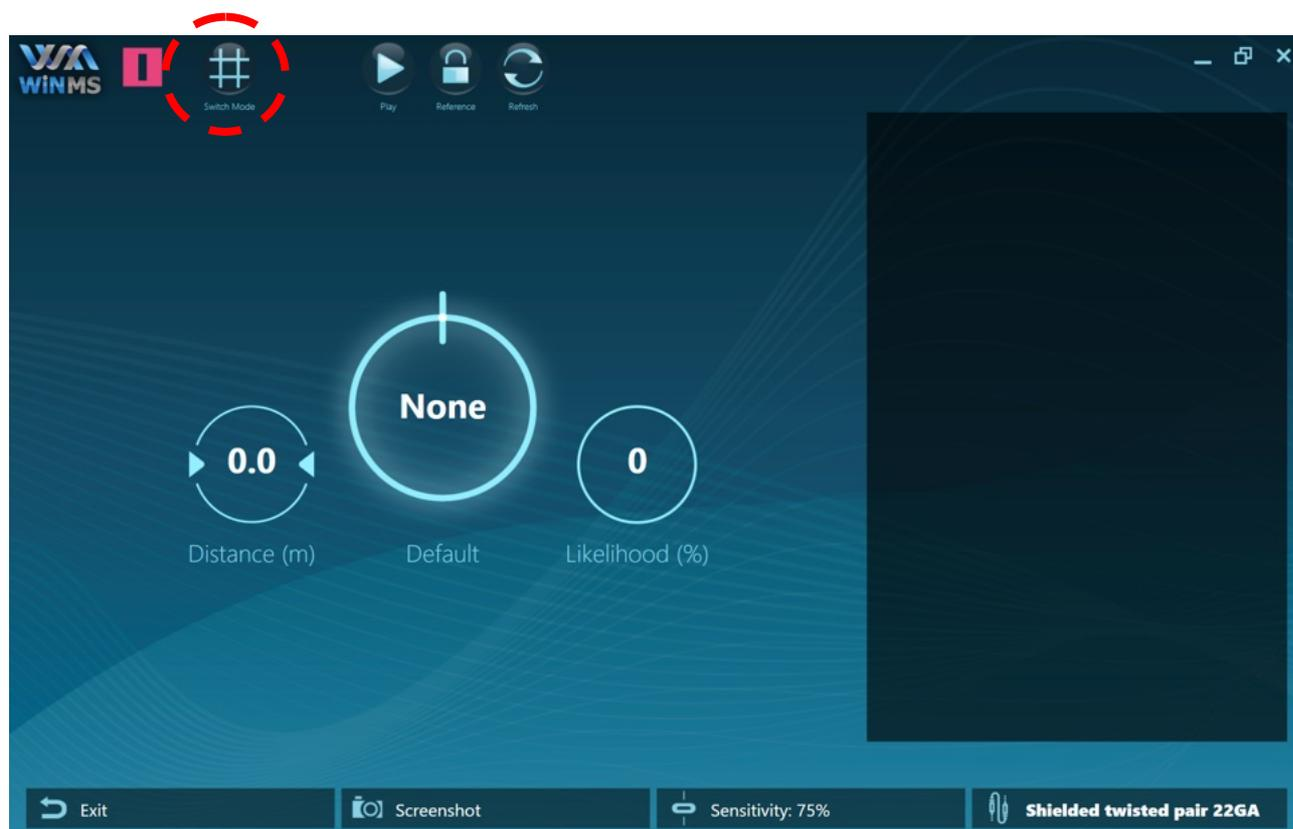 WiNMS
Switch Mode
Play
Reference
Refresh
None
0.0
0
Distance (m)
Default
Likelihood (%)
Exit
Screenshot
Sensitivity: 75%
Shielded twisted pair 22GA